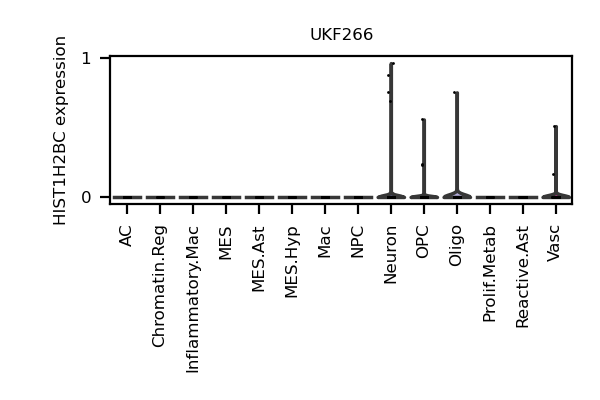 UKF266
HIST1H2BC expression
1
0
AC
Chromatin.Reg
Inflammatory.Mac
MES
MES.Ast
MES.Hyp
Mac
NPC
Neuron
OPC
Oligo
Prolif.Metab
Reactive.Ast
Vasc